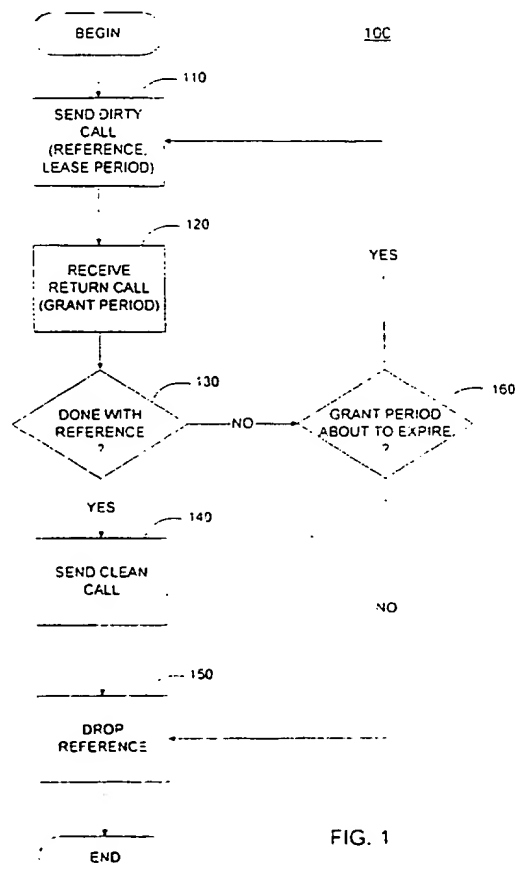 BEGIN
100
110
SEND DIRTY
CALL
(REFERENCE,
LEASE PERIOD)
120
RECEIVE
RETURN CALL
(GRANT PERIOD)
YES
130
DONE WITH
REFERENCE
?
NO
160
GRANT PERIOD
ABOUT TO EXPIRE
?
YES
140
SEND CLEAN
CALL
NO
150
DROP
REFERENCE
END
FIG. 1